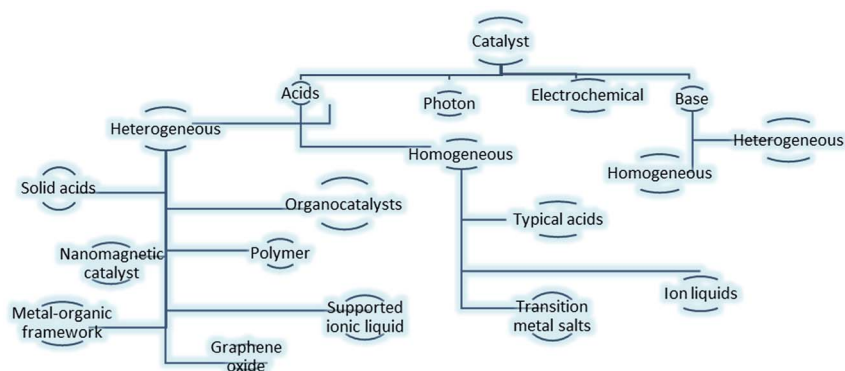 Catalyst
Acids
Photon
Electrochemical
Base
Heterogeneous
Homogeneous
Homogeneous
Heterogeneous
Solid acids
Organocatalysts
Typical acids
Nanomagnetic
catalyst
Polymer
Ion liquids
Metal-organic
framework
Supported
ionic liquid
Transition
metal salts
Graphene
oxide